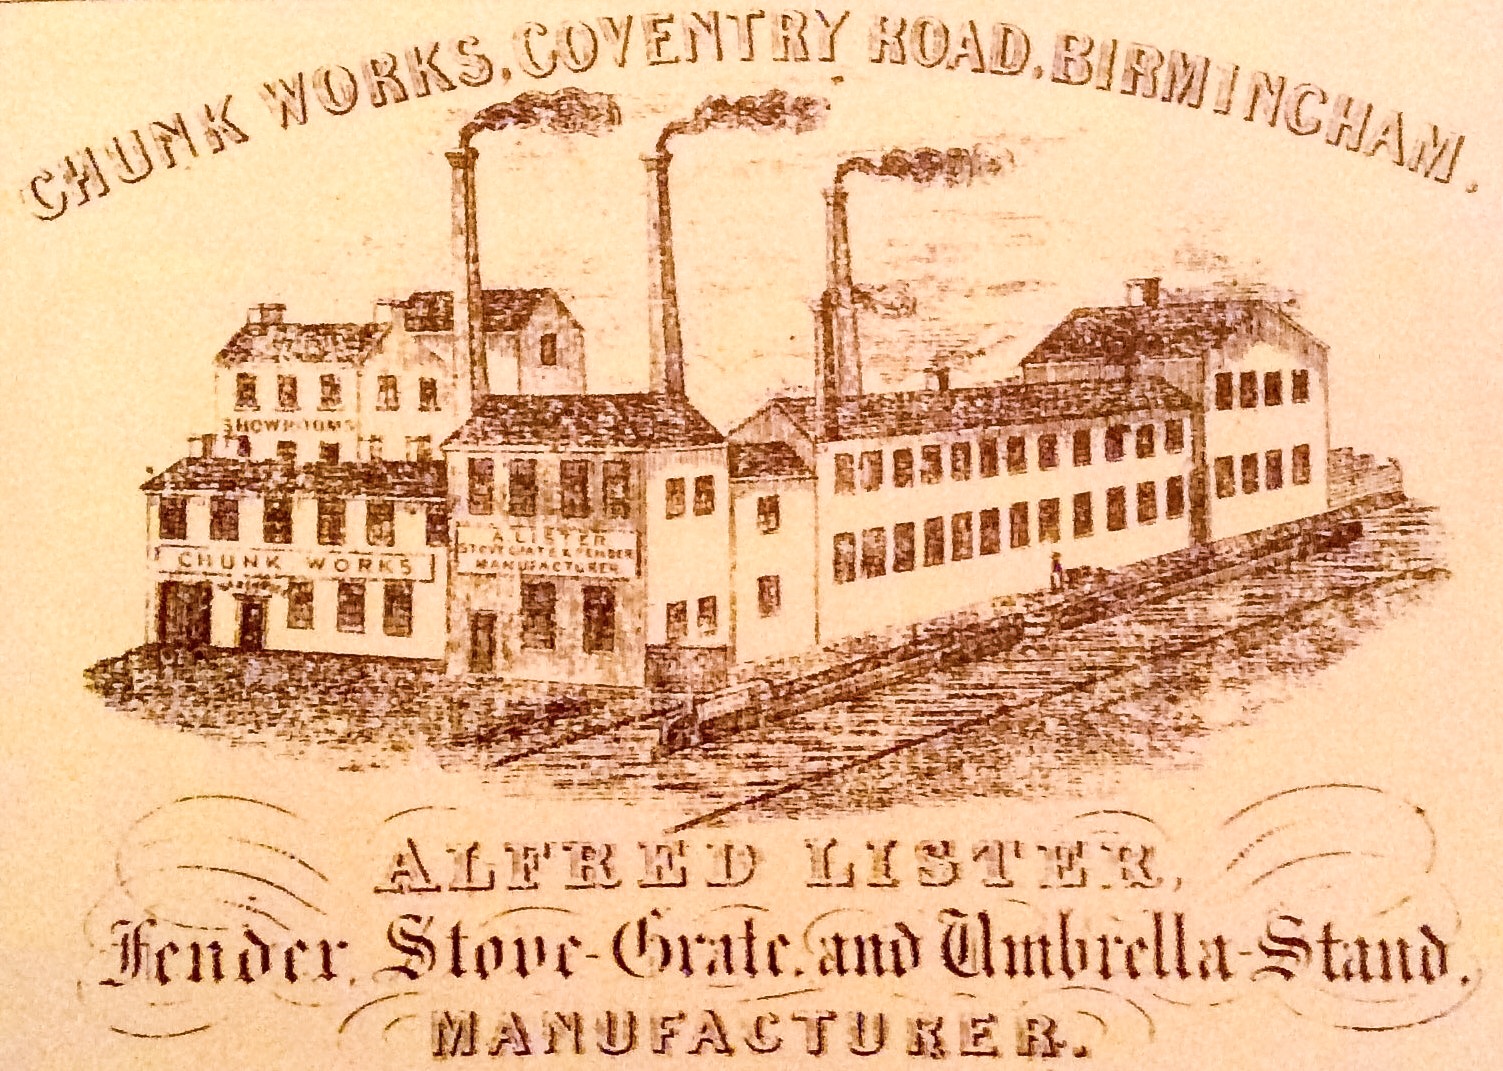 CHUNK WORKS, COVENTRY ROAD, BIRMINGHAM.
SHOWROOMS
CHUNK WORKS
A. LISTER
STOVE GRATE & FENDER
MANUFACTURER
ALFRED LISTER,
Fender, Stove-Grate, and Umbrella-Stand,
MANUFACTURER.